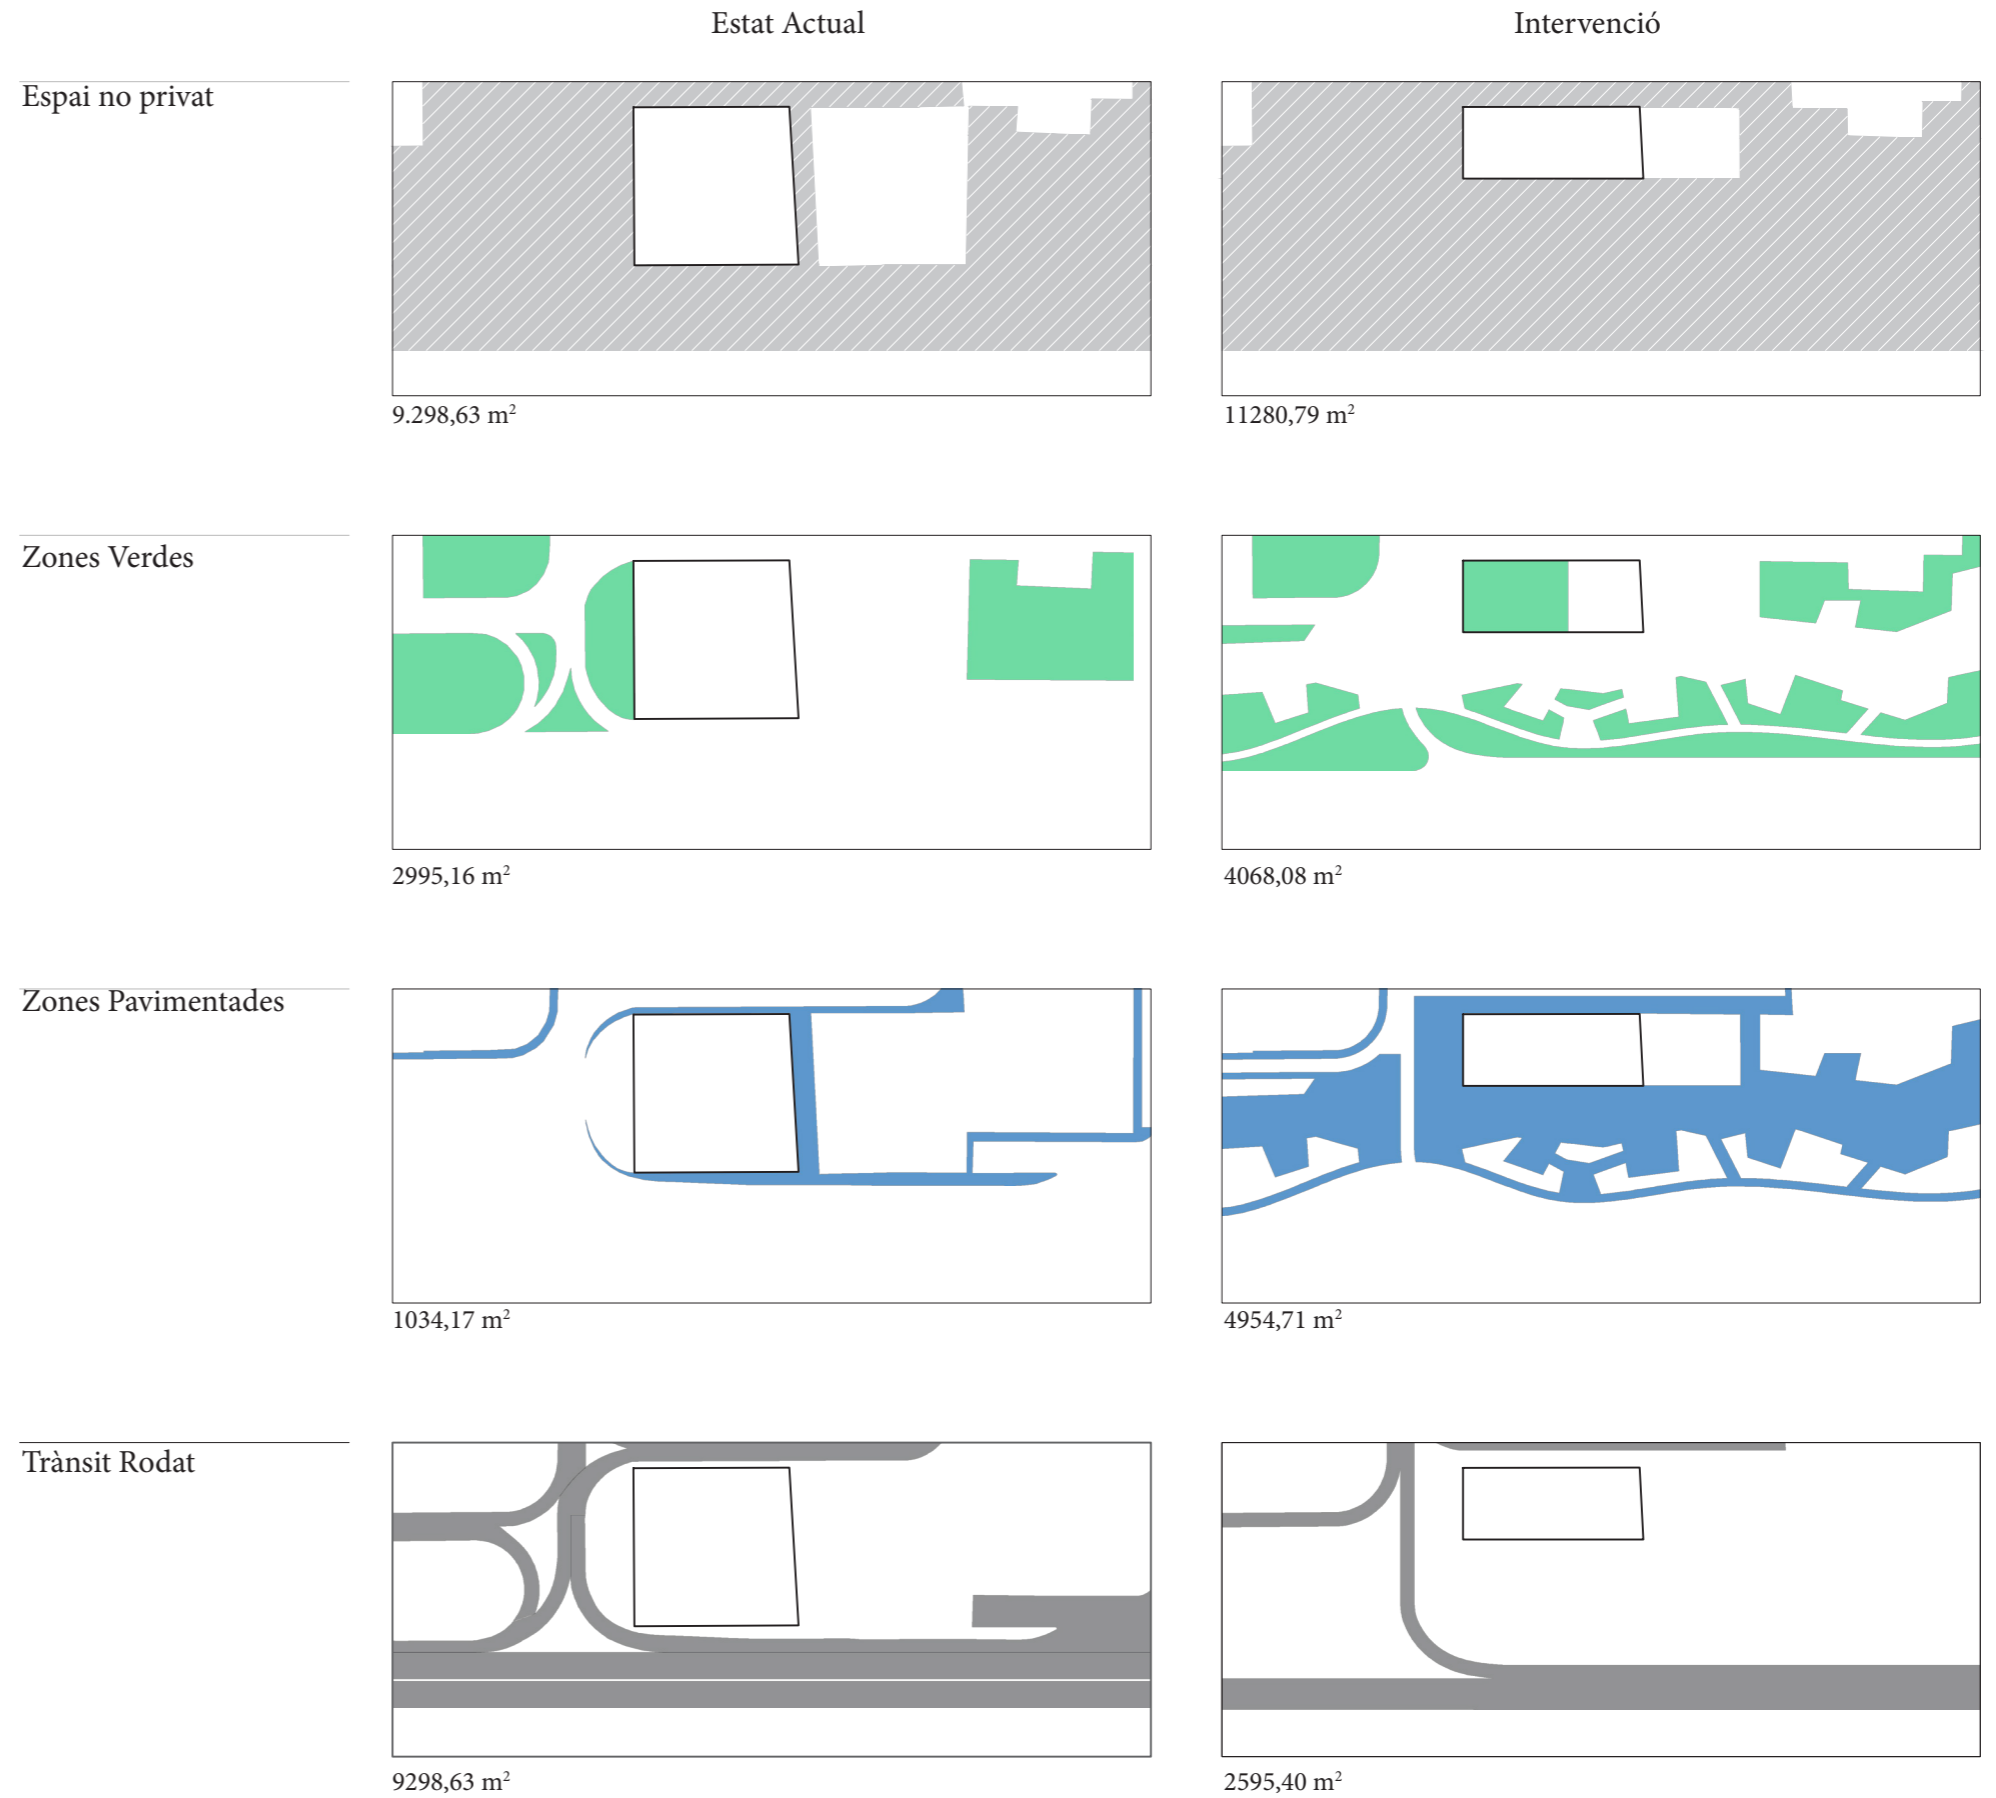 Estat Actual
Intervenció
Espai no privat
9.298,63 m²
11280,79 m²
Zones Verdes
2995,16 m²
4068,08 m²
Zones Pavimentades
1034,17 m²
4954,71 m²
Trànsit Rodat
9298,63 m²
2595,40 m²